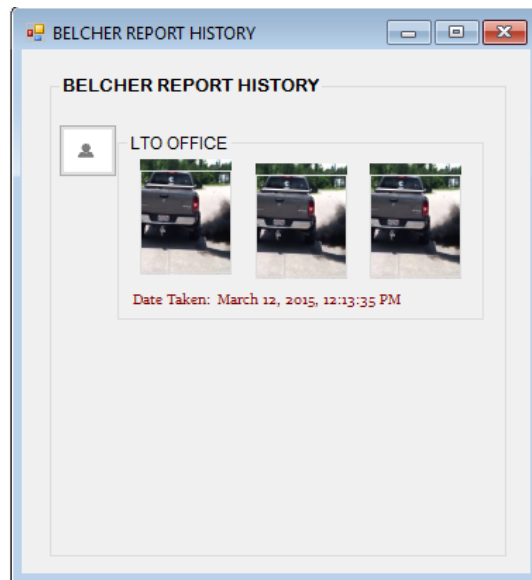 BELCHER REPORT HISTORY
BELCHER REPORT HISTORY
LTO OFFICE
Date Taken: March 12, 2015, 12:13:35 PM